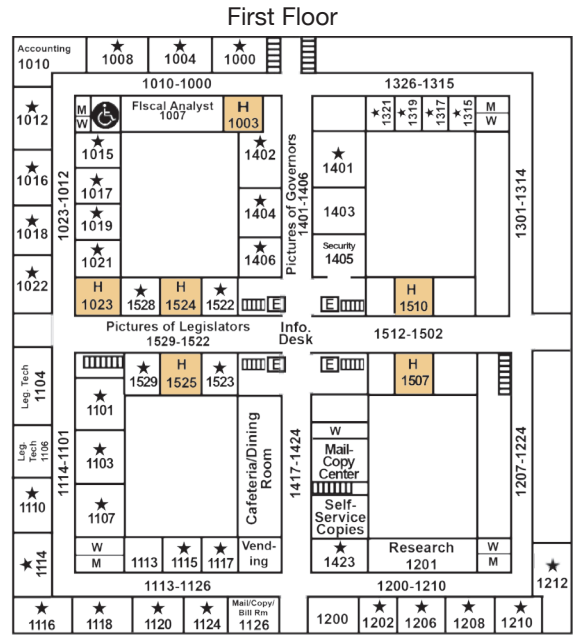 First Floor
Accounting
1010
★
1008
★
1004
★
1000
1010-1000
1326-1315
★
1012
M
W
FIscal Analyst
1007
H
1003
★ 1321
★ 1319
★ 1317
★ 1315
M
W
★
1015
★
1402
★
1401
★
1016
★
1017
1023-1012
Pictures of Governors
1401-1406
1301-1314
★
1018
★
1019
★
1404
1403
★
1022
★
1021
★
1406
Security
1405
H
1023
★
1528
H
1524
★
1522
E
E
H
1510
Pictures of Legislators
1529-1522
Info.
Desk
1512-1502
Leg. Tech
1104
★
1529
H
1525
★
1523
E
E
H
1507
★
1101
Leg.
Tech
1106
★
1103
1114-1101
Cafeteria/Dining
Room
1417-1424
W
Mail-
Copy
Center
1207-1224
★
1110
★
1107
Self-
Service
Copies
★ 1114
W
M
1113
★
1115
★
1117
Vend-
ing
★
1423
Research
1201
W
M
★
1212
1113-1126
1200-1210
★
1116
★
1118
★
1120
★
1124
Mail/Copy/
Bill Rm
1126
1200
★
1202
★
1206
★
1208
★
1210